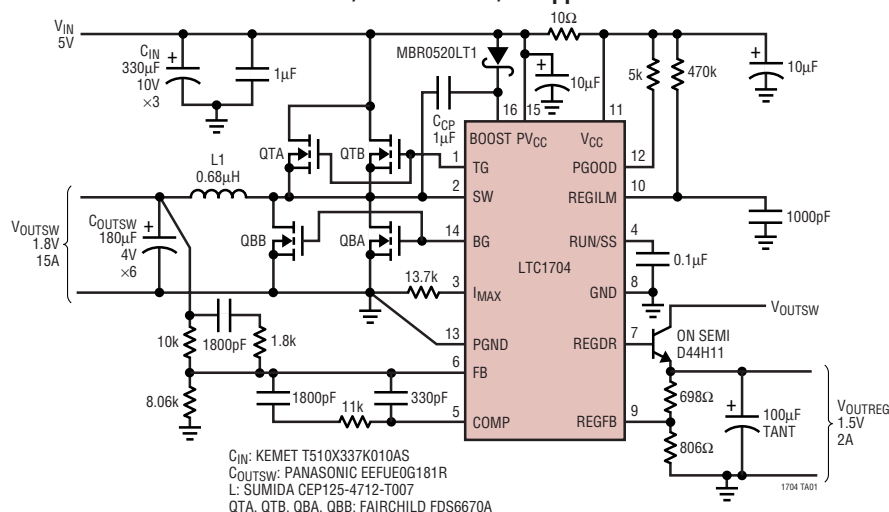 V_IN
5V
C_IN
330µF
10V
×3
1µF
MBR0520LT1
10Ω
10µF
5k
470k
10µF
C_CP
1µF
QTA
QTB
16
15
11
BOOST PV_CC
V_CC
1
TG
PGOOD
12
L1
0.68µH
2
SW
REGILM
10
1000pF
V_OUTSW
1.8V
15A
C_OUTSW
180µF
4V
×6
QBB
QBA
14
BG
RUN/SS
4
0.1µF
LTC1704
13.7k
3
I_MAX
GND
8
V_OUTSW
10k
1800pF
1.8k
13
PGND
REGDR
7
ON SEMI
D44H11
6
FB
8.06k
1800pF
330pF
698Ω
100µF
TANT
V_OUTREG
1.5V
2A
11k
5
COMP
REGFB
9
806Ω
C_IN: KEMET T510X337K010AS
C_OUTSW: PANASONIC EEFUE0G181R
L: SUMIDA CEP125-4712-T007
QTA, QTB, QBA, QBB: FAIRCHILD FDS6670A
1704 TA01